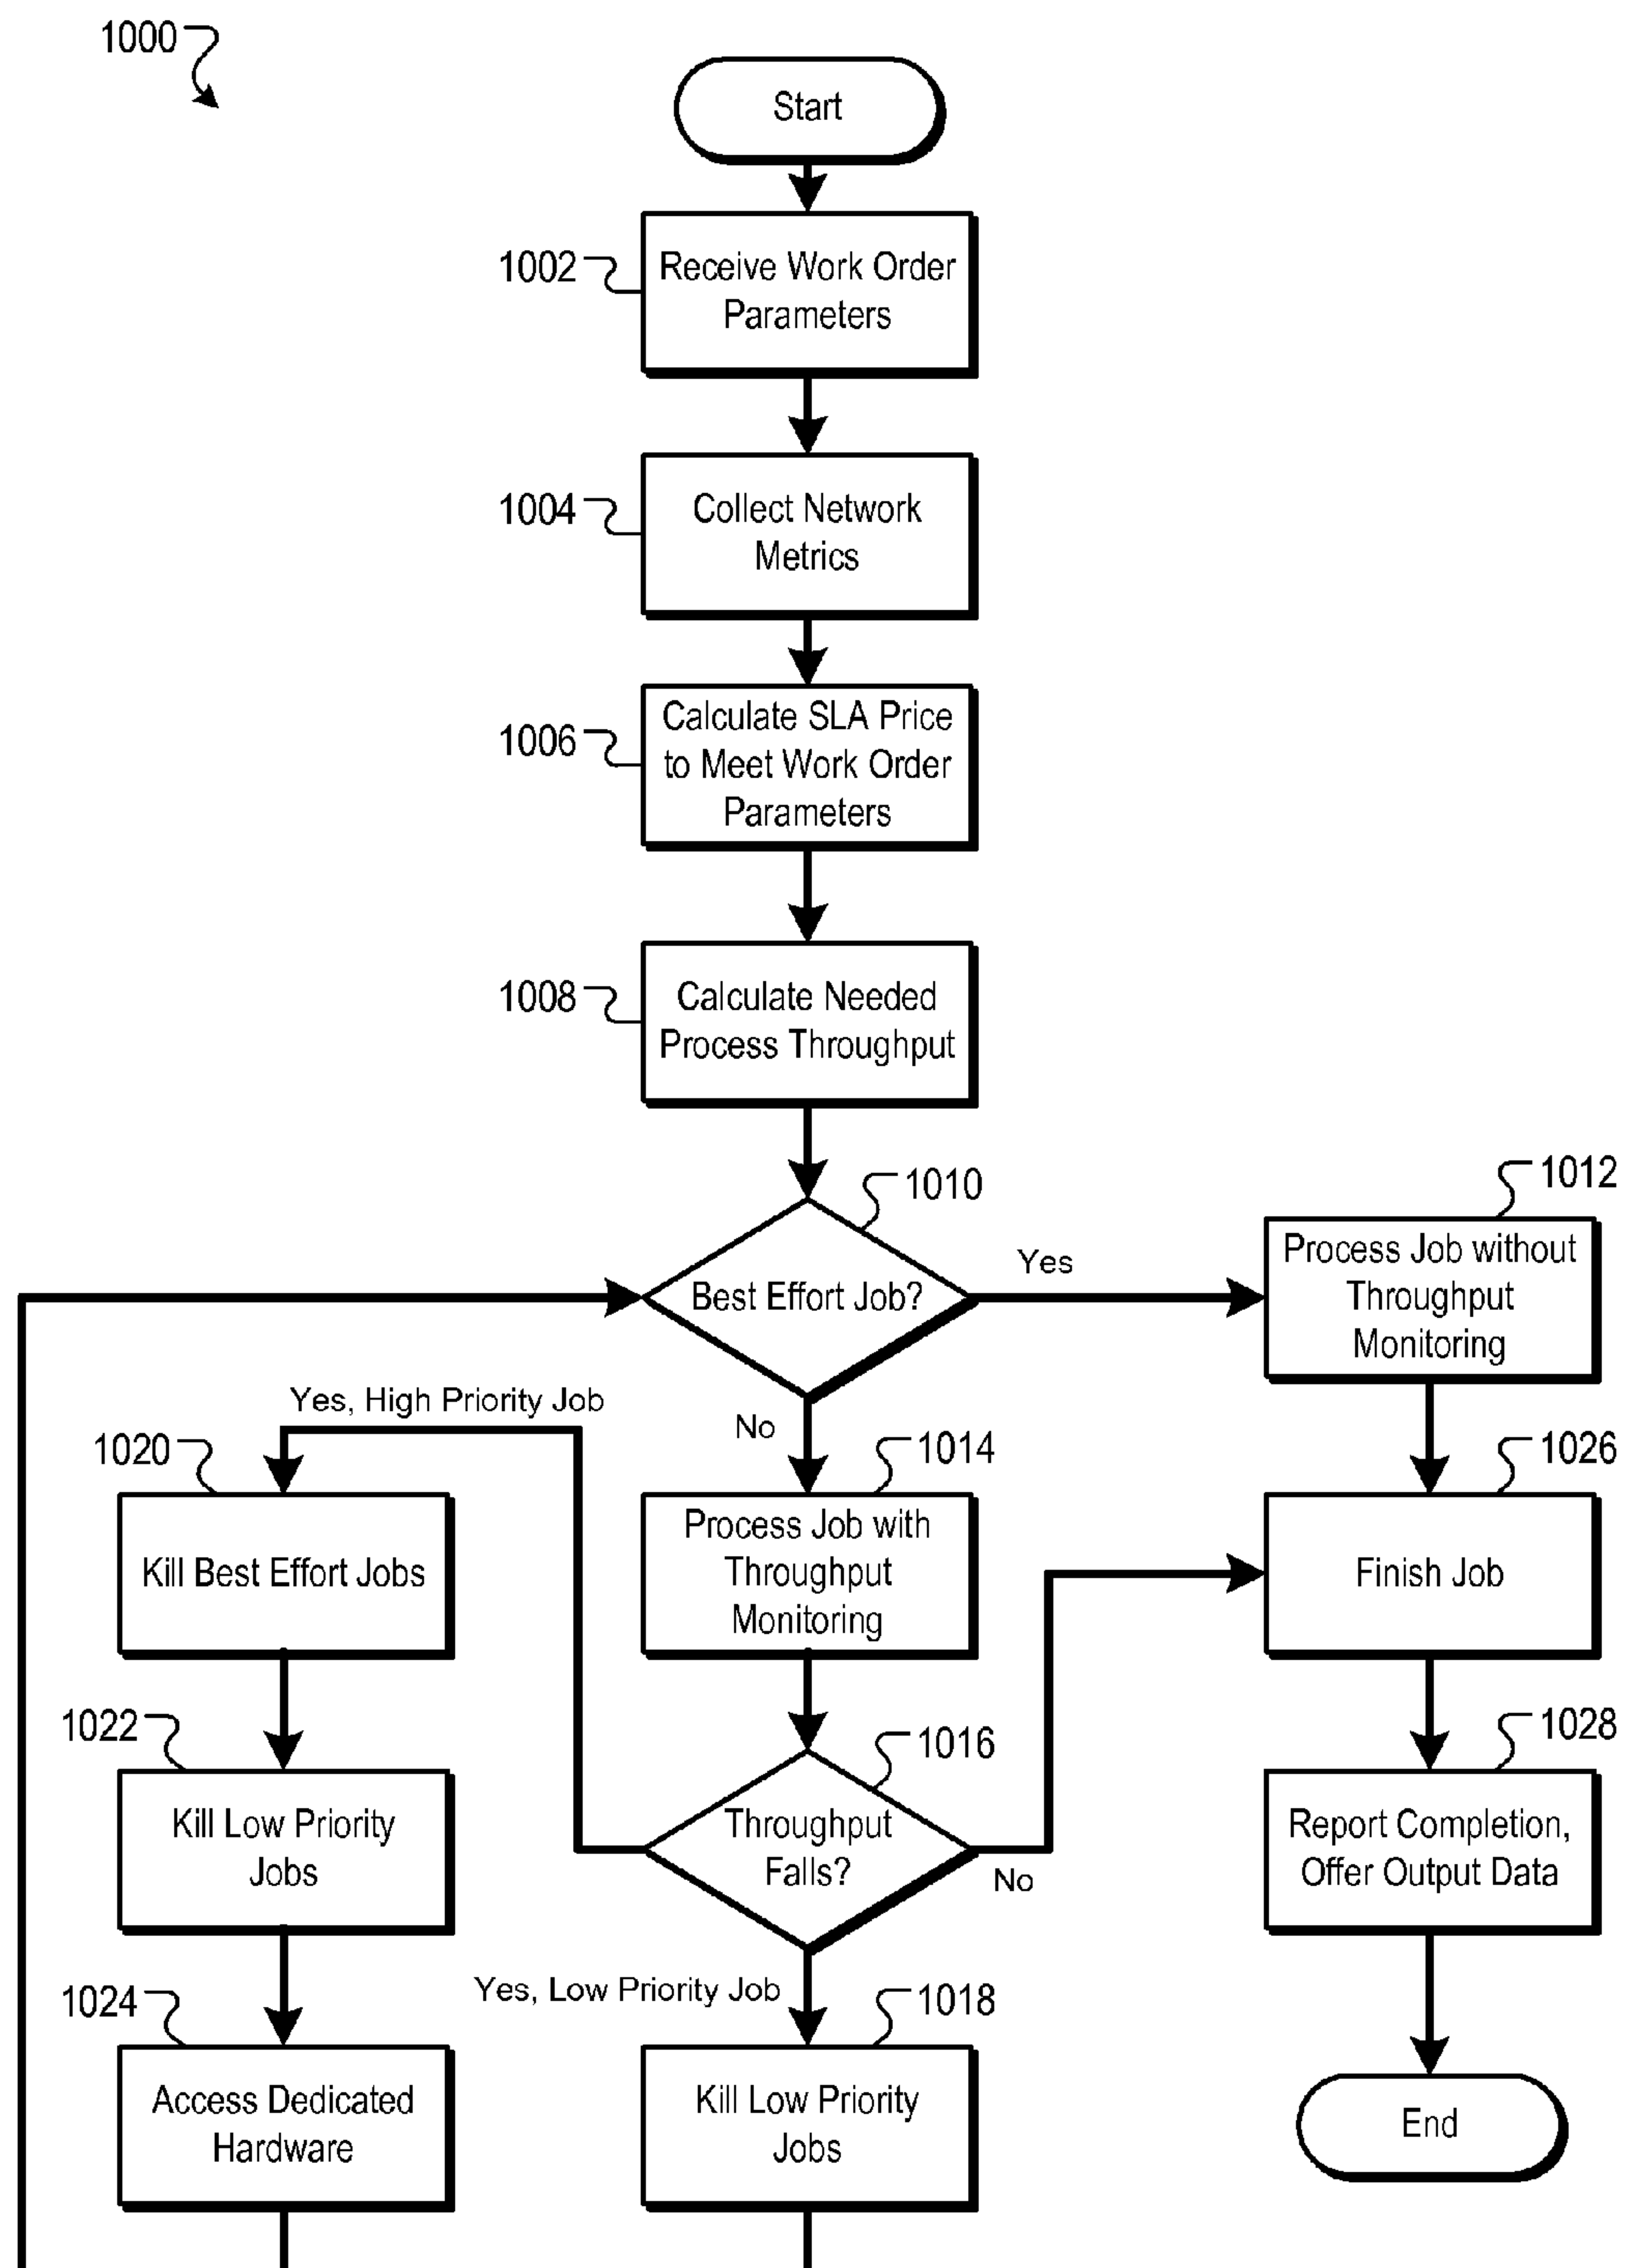 1000
Start
1002
Receive Work Order
Parameters
1004
Collect Network
Metrics
1006
Calculate SLA Price
to Meet Work Order
Parameters
1008
Calculate Needed
Process Throughput
1010
Best Effort Job?
Yes
1012
Process Job without
Throughput
Monitoring
No
Yes, High Priority Job
1020
Kill Best Effort Jobs
1014
Process Job with
Throughput
Monitoring
1026
Finish Job
1022
Kill Low Priority
Jobs
1016
Throughput
Falls?
No
1028
Report Completion,
Offer Output Data
Yes, Low Priority Job
1024
Access Dedicated
Hardware
1018
Kill Low Priority
Jobs
End